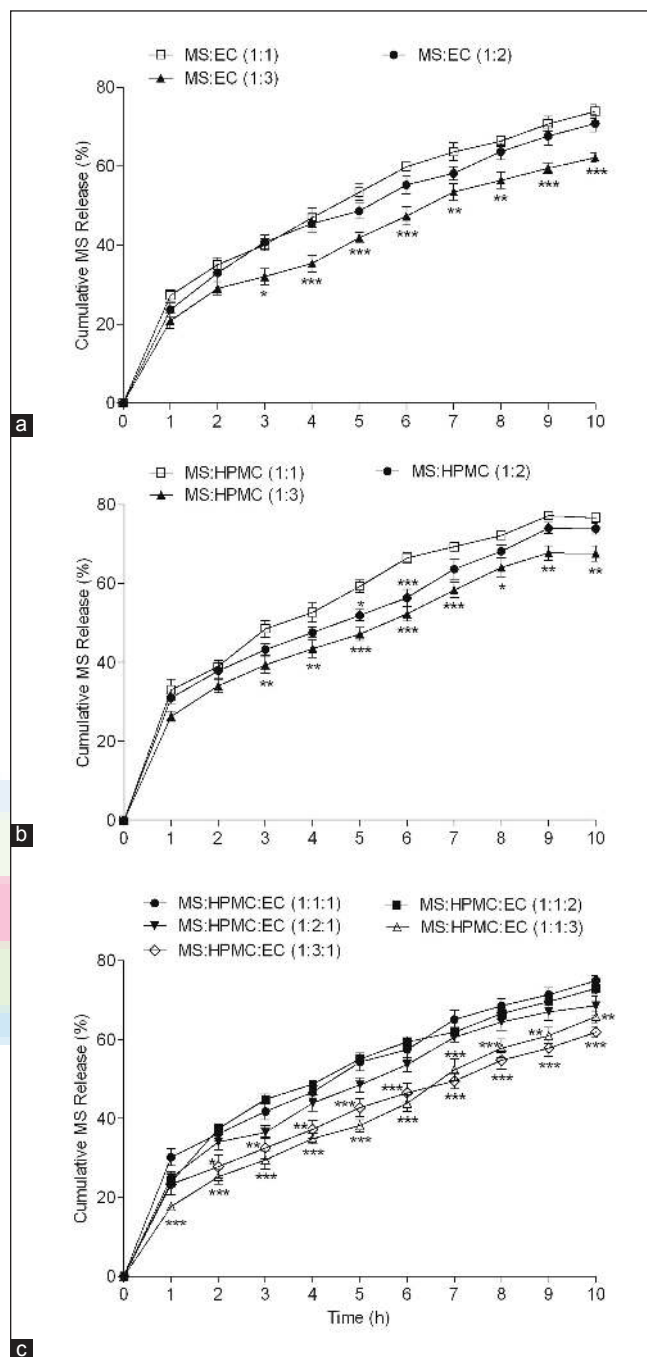 MS:EC (1:1) MS:EC (1:2)
MS:EC (1:3)
80
60
40
20
0
Cumulative MS Release (%)
* *** *** *** ** ** *** ***
0 1 2 3 4 5 6 7 8 9 10
a
MS:HPMC (1:1) MS:HPMC (1:2)
MS:HPMC (1:3)
80
60
40
20
0
Cumulative MS Release (%)
* ***
** ** *** *** *** * ** **
0 1 2 3 4 5 6 7 8 9 10
b
MS:HPMC:EC (1:1:1) MS:HPMC:EC (1:1:2)
MS:HPMC:EC (1:2:1) MS:HPMC:EC (1:1:3)
MS:HPMC:EC (1:3:1)
80
60
40
20
0
Cumulative MS Release (%)
* ** ** *** *** *** *** ** **
*** *** *** *** *** *** *** *** *** ***
0 1 2 3 4 5 6 7 8 9 10
Time (h)
c